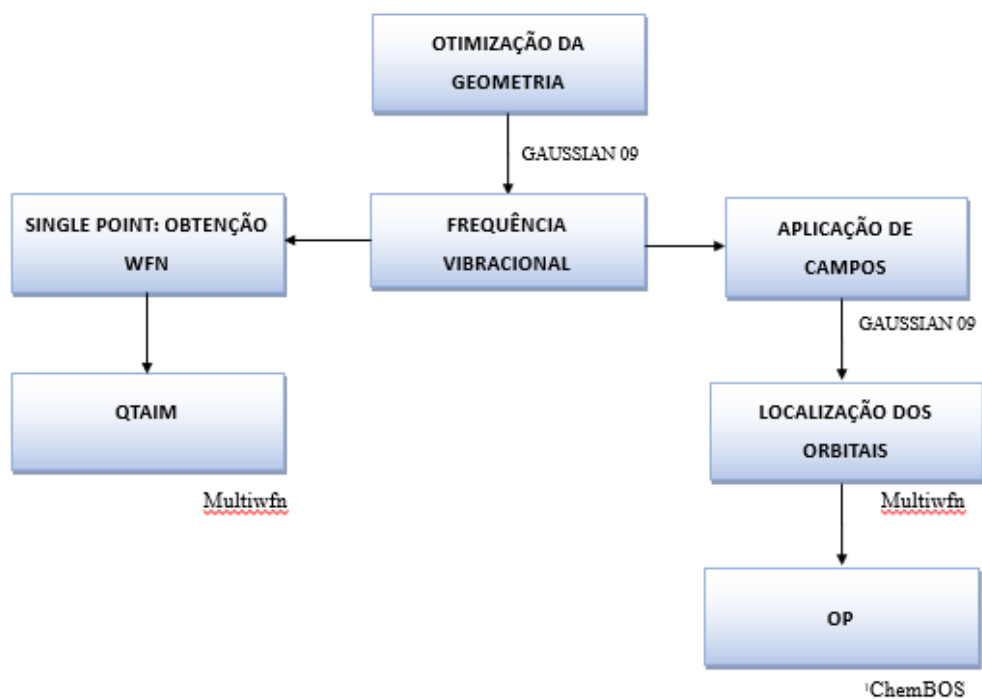 OTIMIZAÇÃO DA
GEOMETRIA
GAUSSIAN 09
SINGLE POINT: OBTENÇÃO
WFN
FREQUÊNCIA
VIBRACIONAL
APLICAÇÃO DE
CAMPOS
GAUSSIAN 09
QTAIM
LOCALIZAÇÃO DOS
ORBITAIS
Multiwfn
Multiwfn
OP
¹ChemBOS